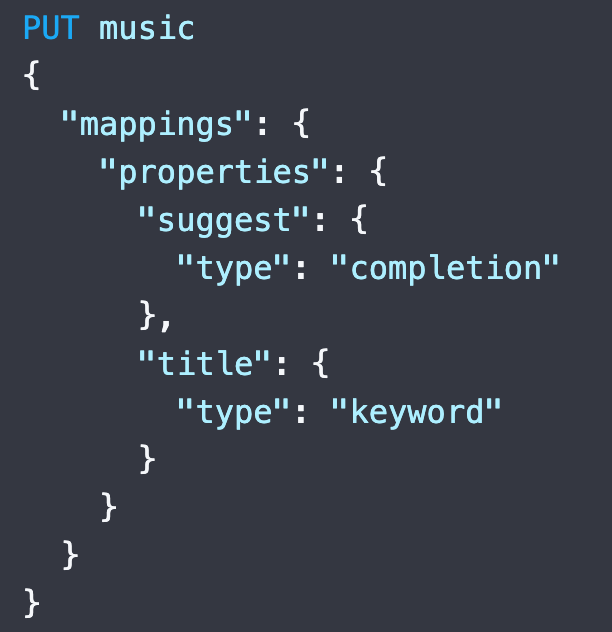 PUT music
{
  "mappings": {
    "properties": {
      "suggest": {
        "type": "completion"
      },
      "title": {
        "type": "keyword"
      }
    }
  }
}